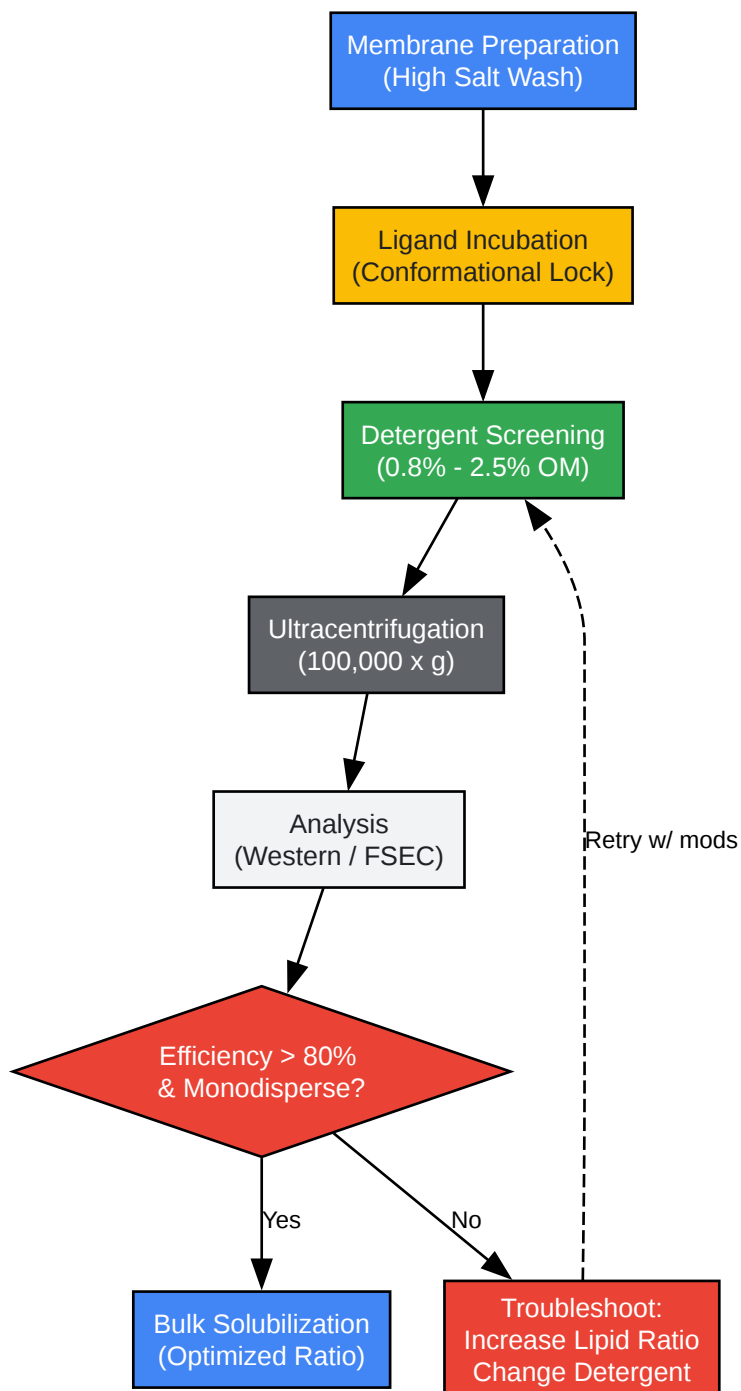 Membrane Preparation
(High Salt Wash)
Ligand Incubation
(Conformational Lock)
Detergent Screening
(0.8% - 2.5% OM)
Ultracentrifugation
(100,000 x g)
Analysis
(Western / FSEC)
Retry w/ mods
Efficiency > 80%
& Monodisperse?
Yes
No
Bulk Solubilization
(Optimized Ratio)
Troubleshoot:
Increase Lipid Ratio
Change Detergent